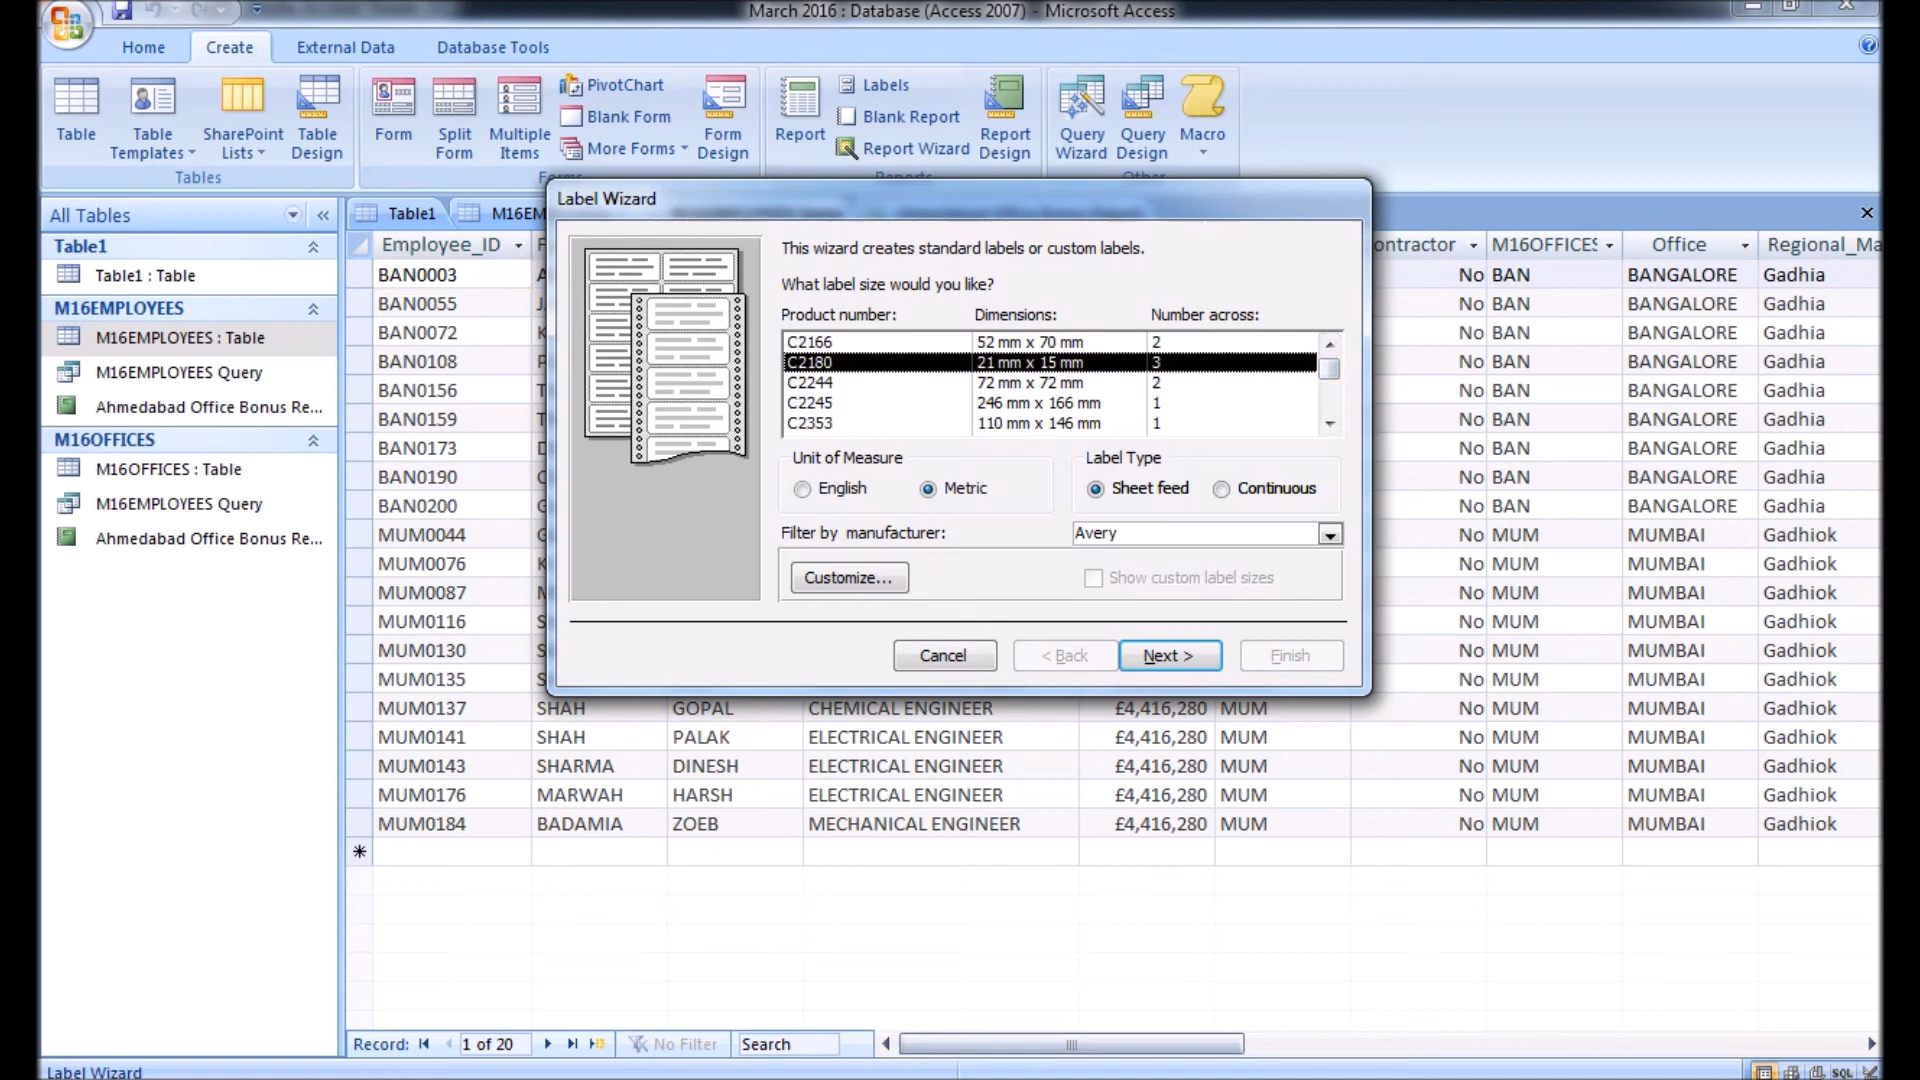 March 2016 : Database (Access 2007) - Microsoft Access
Home Create External Data Database Tools
Table
Table Templates
SharePoint Lists
Table Design
Tables
Form
Split Form
Multiple Items
PivotChart
Blank Form
More Forms
Form Design
Report
Labels
Blank Report
Report Wizard
Report Design
Query Wizard
Query Design
Macro
All Tables
Table1
Table1 : Table
M16EMPLOYEES
M16EMPLOYEES : Table
M16EMPLOYEES Query
Ahmedabad Office Bonus Re...
M16OFFICES
M16OFFICES : Table
M16EMPLOYEES Query
Ahmedabad Office Bonus Re...
Table1 M16EM
Employee_ID F ontractor M16OFFICES Office Regional_Ma
BAN0003 No BAN BANGALORE Gadhia
BAN0055 No BAN BANGALORE Gadhia
BAN0072 No BAN BANGALORE Gadhia
BAN0108 No BAN BANGALORE Gadhia
BAN0156 No BAN BANGALORE Gadhia
BAN0159 No BAN BANGALORE Gadhia
BAN0173 No BAN BANGALORE Gadhia
BAN0190 No BAN BANGALORE Gadhia
BAN0200 No BAN BANGALORE Gadhia
MUM0044 No MUM MUMBAI Gadhiok
MUM0076 No MUM MUMBAI Gadhiok
MUM0087 No MUM MUMBAI Gadhiok
MUM0116 No MUM MUMBAI Gadhiok
MUM0130 No MUM MUMBAI Gadhiok
MUM0135 No MUM MUMBAI Gadhiok
MUM0137 SHAH GOPAL CHEMICAL ENGINEER £4,416,280 MUM No MUM MUMBAI Gadhiok
MUM0141 SHAH PALAK ELECTRICAL ENGINEER £4,416,280 MUM No MUM MUMBAI Gadhiok
MUM0143 SHARMA DINESH ELECTRICAL ENGINEER £4,416,280 MUM No MUM MUMBAI Gadhiok
MUM0176 MARWAH HARSH ELECTRICAL ENGINEER £4,416,280 MUM No MUM MUMBAI Gadhiok
MUM0184 BADAMIA ZOEB MECHANICAL ENGINEER £4,416,280 MUM No MUM MUMBAI Gadhiok
Label Wizard
This wizard creates standard labels or custom labels.
What label size would you like?
Product number: Dimensions: Number across:
C2166 52 mm x 70 mm 2
C2180 21 mm x 15 mm 3
C2244 72 mm x 72 mm 2
C2245 246 mm x 166 mm 1
C2353 110 mm x 146 mm 1
Unit of Measure Label Type
English Metric Sheet feed Continuous
Filter by manufacturer: Avery
Customize... Show custom label sizes
Cancel < Back Next > Finish
Record: 1 of 20 No Filter Search
Label Wizard SQL